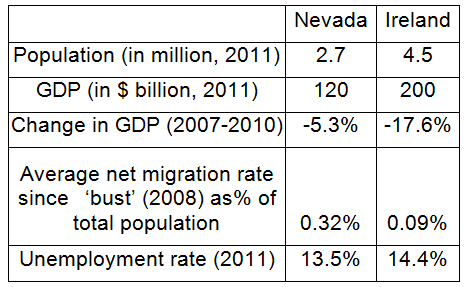 Nevada Ireland
Population (in million, 2011) 2.7 4.5
GDP (in $ billion, 2011) 120 200
Change in GDP (2007-2010) -5.3% -17.6%
Average net migration rate
since 'bust' (2008) as% of
total population 0.32% 0.09%
Unemployment rate (2011) 13.5% 14.4%